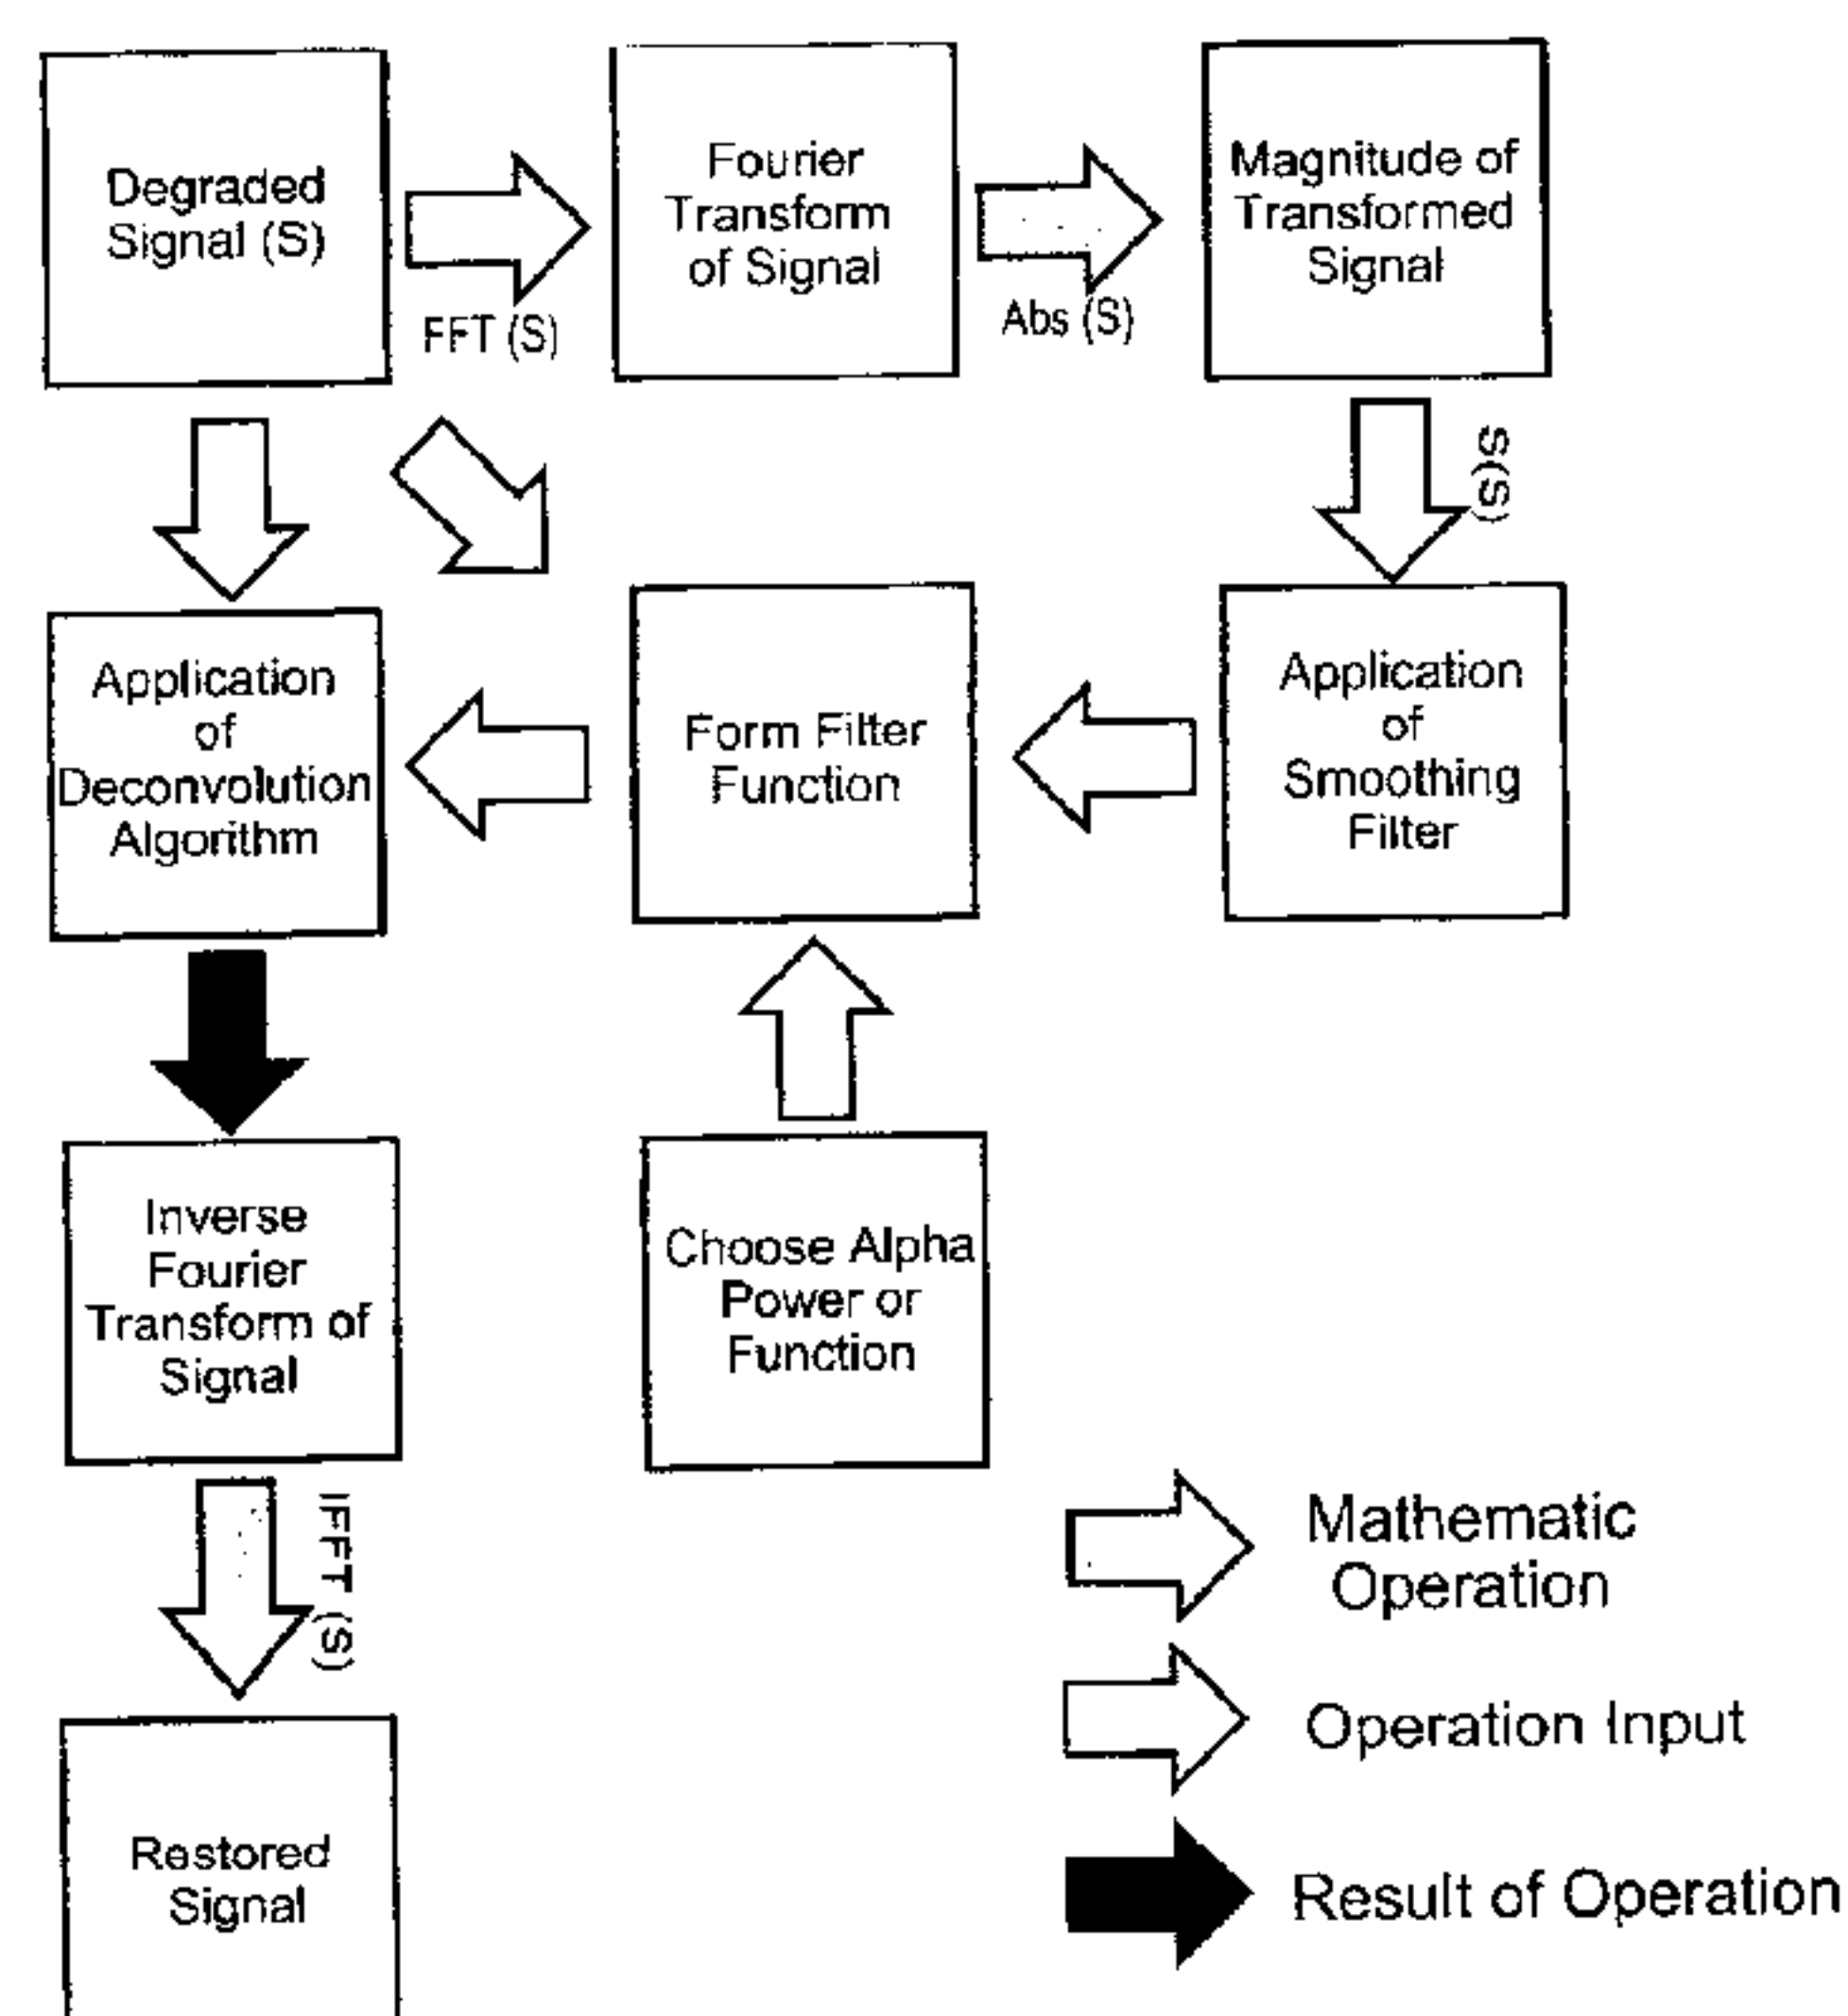 Degraded
Signal (S)
FFT (S)
Fourier
Transform
of Signal
Abs (S)
Magnitude of
Transformed
Signal
S(S)
Application
of
Smoothing
Filter
Form Filter
Function
Application
of
Deconvolution
Algorithm
Choose Alpha
Power or
Function
Inverse
Fourier
Transform of
Signal
IFFT (S)
Restored
Signal
Mathematic
Operation
Operation Input
Result of Operation